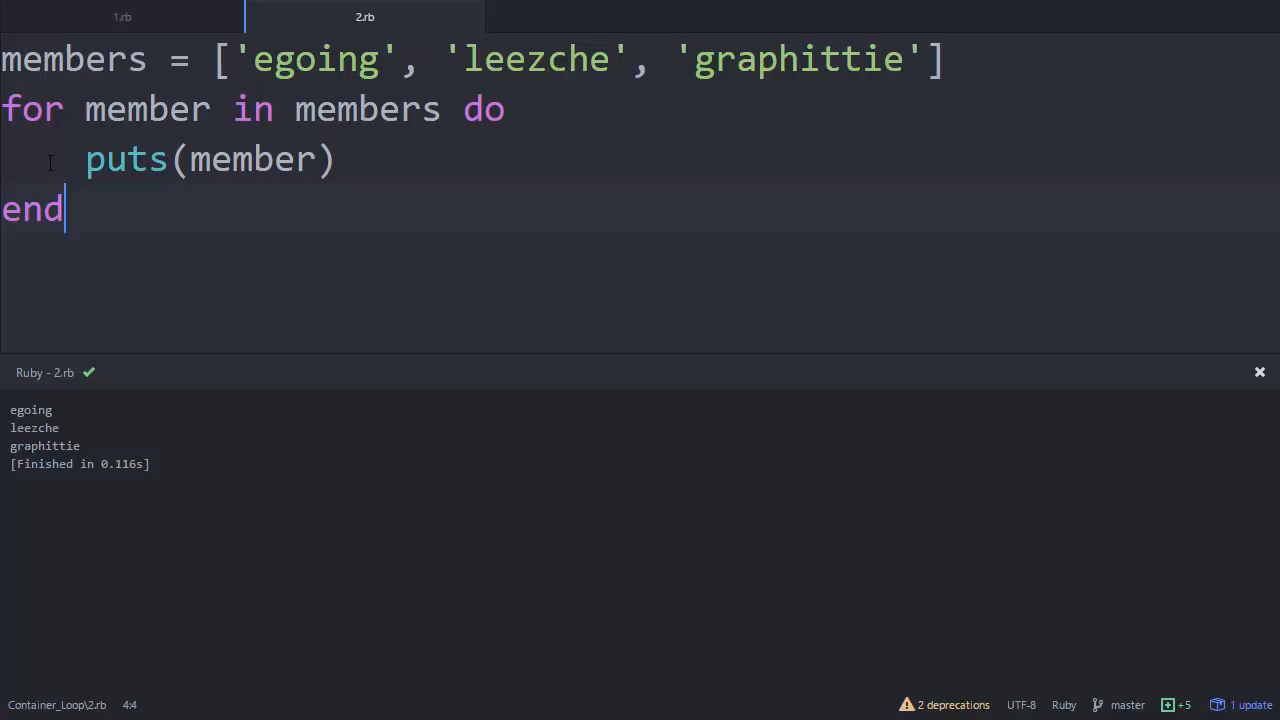 1.rb 2.rb
members = ['egoing', 'leezche', 'graphittie']
for member in members do
    puts(member)
end
Ruby - 2.rb
egoing
leezche
graphittie
[Finished in 0.116s]
Container_Loop\2.rb 4:4 2 deprecations UTF-8 Ruby master +5 1 update